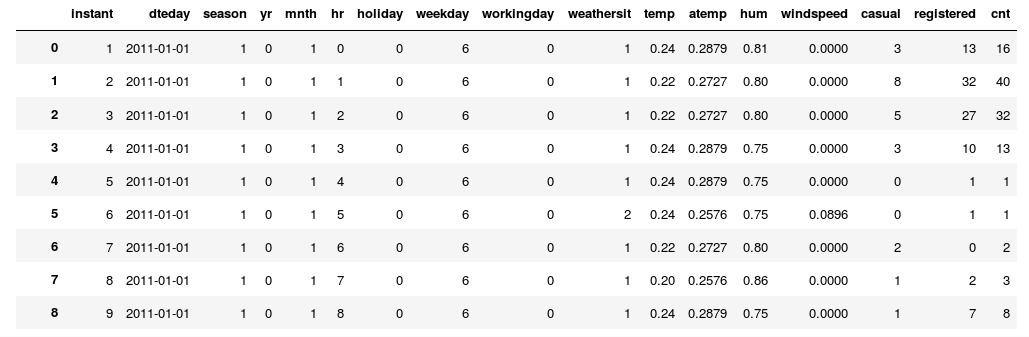 instant dteday season yr mnth hr holiday weekday workingday weathersit temp atemp hum windspeed casual registered cnt
0 1 2011-01-01 1 0 1 0 0 6 0 1 0.24 0.2879 0.81 0.0000 3 13 16
1 2 2011-01-01 1 0 1 1 0 6 0 1 0.22 0.2727 0.80 0.0000 8 32 40
2 3 2011-01-01 1 0 1 2 0 6 0 1 0.22 0.2727 0.80 0.0000 5 27 32
3 4 2011-01-01 1 0 1 3 0 6 0 1 0.24 0.2879 0.75 0.0000 3 10 13
4 5 2011-01-01 1 0 1 4 0 6 0 1 0.24 0.2879 0.75 0.0000 0 1 1
5 6 2011-01-01 1 0 1 5 0 6 0 2 0.24 0.2576 0.75 0.0896 0 1 1
6 7 2011-01-01 1 0 1 6 0 6 0 1 0.22 0.2727 0.80 0.0000 2 0 2
7 8 2011-01-01 1 0 1 7 0 6 0 1 0.20 0.2576 0.86 0.0000 1 2 3
8 9 2011-01-01 1 0 1 8 0 6 0 1 0.24 0.2879 0.75 0.0000 1 7 8